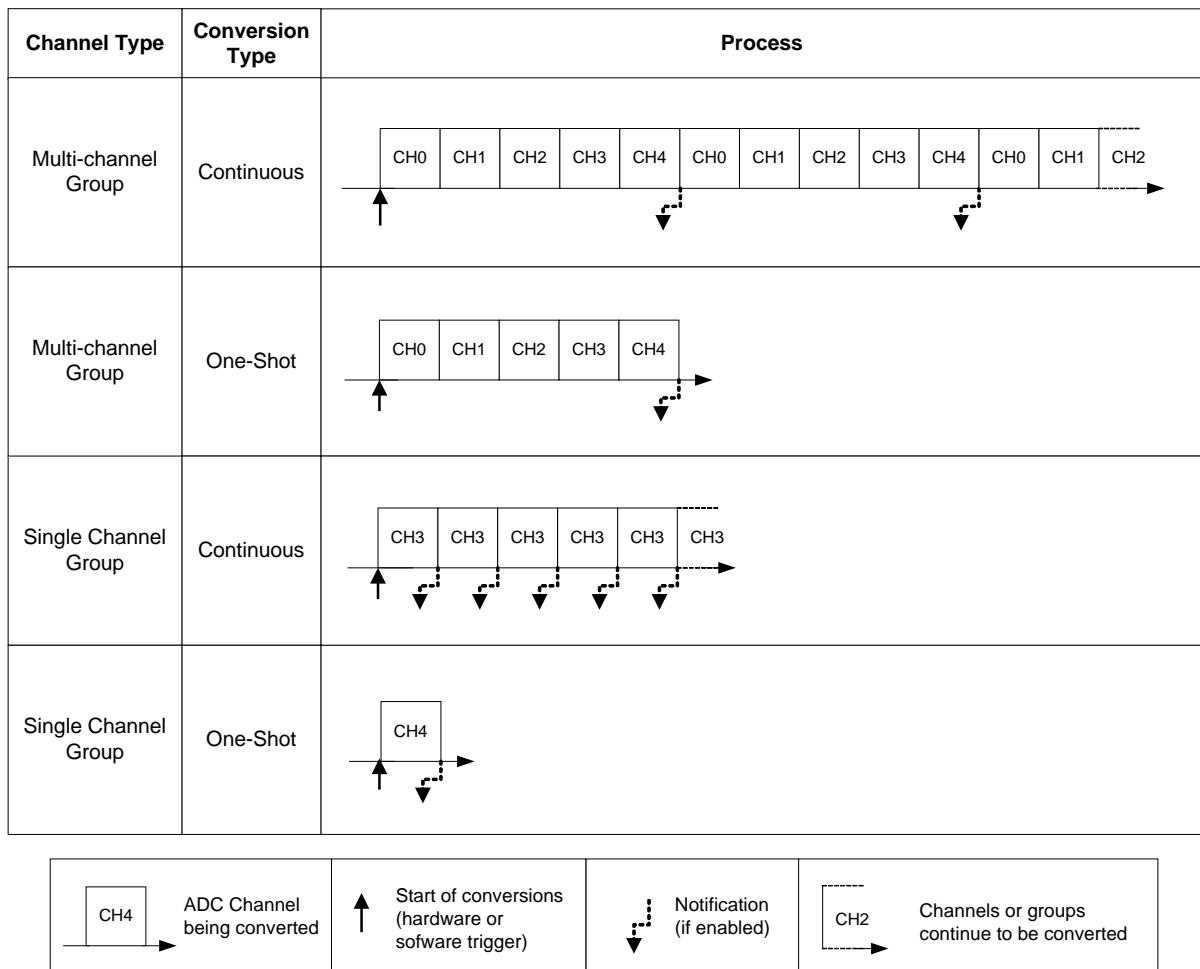 Channel Type
Conversion
Type
Process
Multi-channel
Group
Continuous
CH0 CH1 CH2 CH3 CH4 CH0 CH1 CH2 CH3 CH4 CH0 CH1 CH2
Multi-channel
Group
One-Shot
CH0 CH1 CH2 CH3 CH4
Single Channel
Group
Continuous
CH3 CH3 CH3 CH3 CH3 CH3
Single Channel
Group
One-Shot
CH4
CH4
ADC Channel
being converted
Start of conversions
(hardware or
sofware trigger)
Notification
(if enabled)
CH2
Channels or groups
continue to be converted